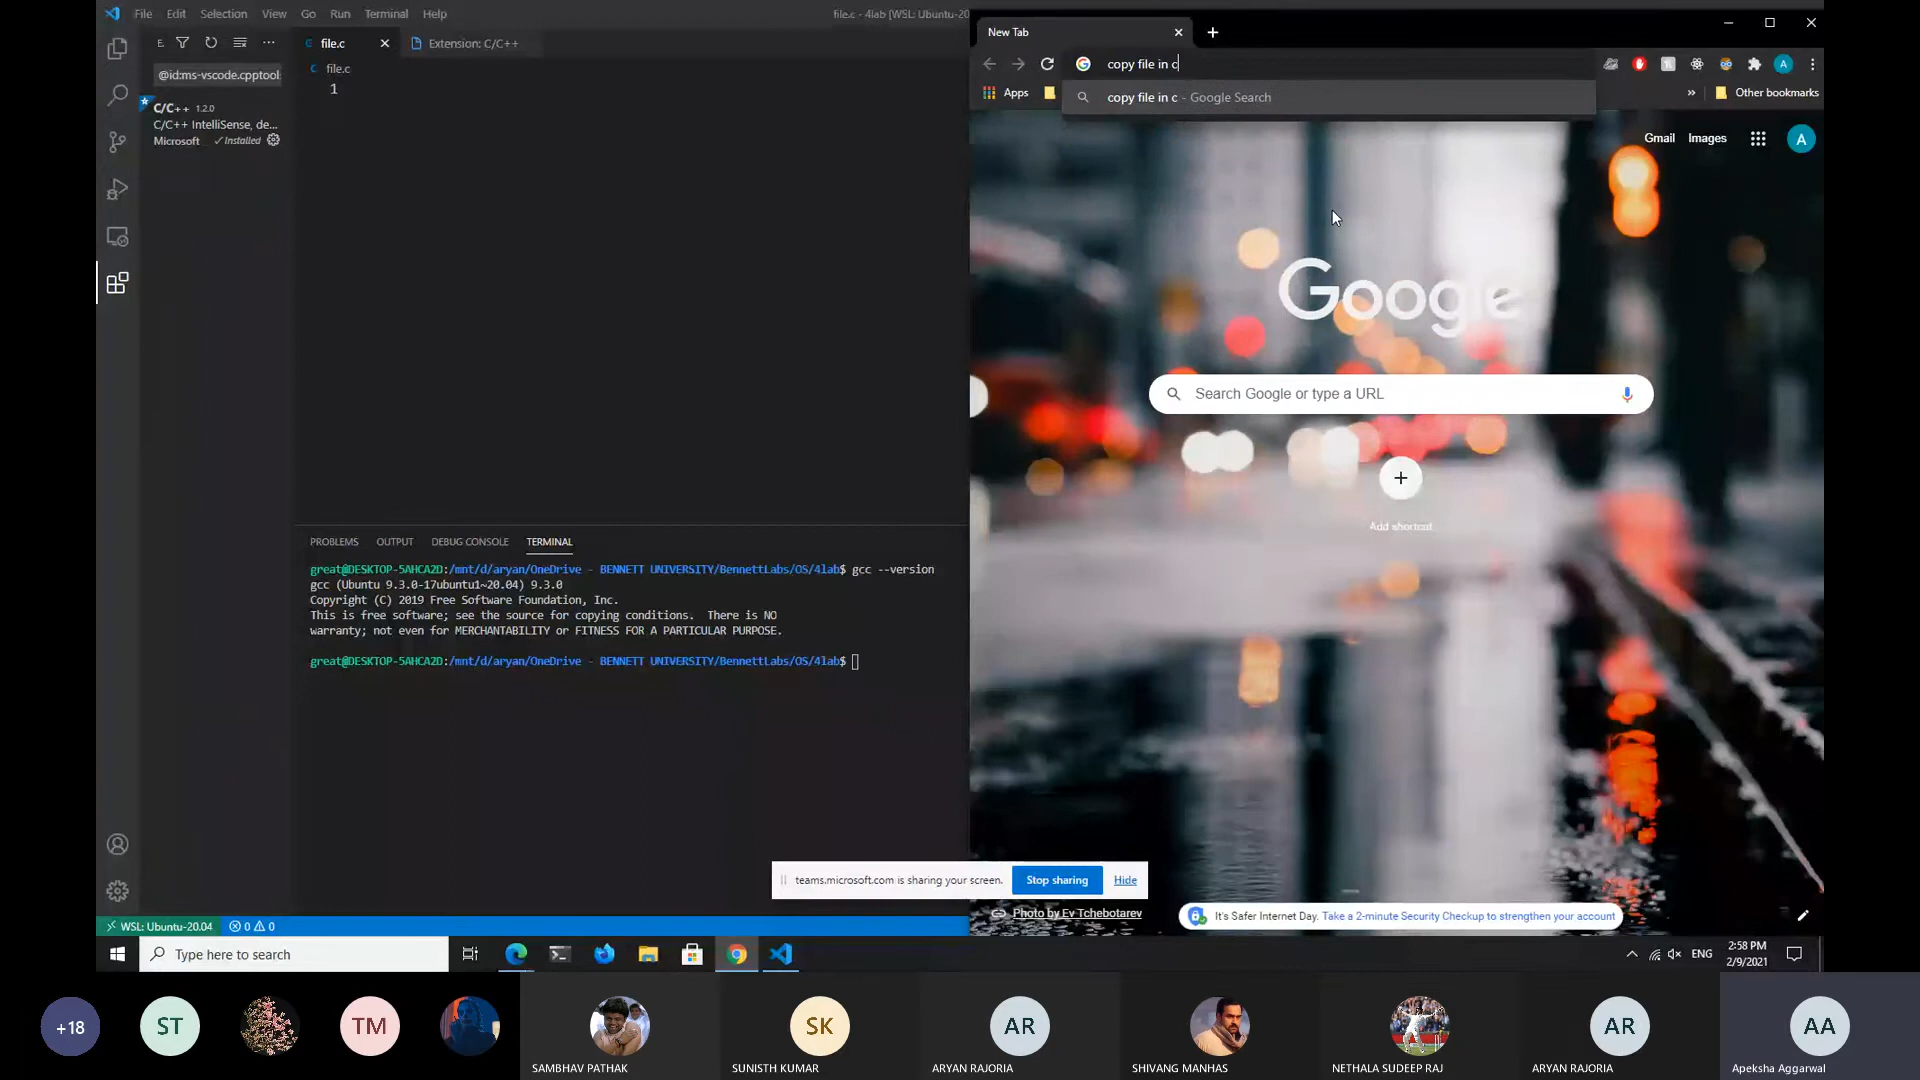 File Edit Selection View Go Run Terminal Help
file.c - 4lab [WSL: Ubuntu-20
E.
@id:ms-vscode.cpptool:
C/C++ 1.2.0
C/C++ IntelliSense, de...
Microsoft ✓Installed
C file.c
Extension: C/C++
C file.c
1
PROBLEMS OUTPUT DEBUG CONSOLE TERMINAL
great@DESKTOP-5AHCA2D:/mnt/d/aryan/OneDrive - BENNETT UNIVERSITY/BennettLabs/OS/4lab$ gcc --version
gcc (Ubuntu 9.3.0-17ubuntu1~20.04) 9.3.0
Copyright (C) 2019 Free Software Foundation, Inc.
This is free software; see the source for copying conditions. There is NO
warranty; not even for MERCHANTABILITY or FITNESS FOR A PARTICULAR PURPOSE.
great@DESKTOP-5AHCA2D:/mnt/d/aryan/OneDrive - BENNETT UNIVERSITY/BennettLabs/OS/4lab$
WSL: Ubuntu-20.04 0 0
New Tab
copy file in c
copy file in c - Google Search
Apps
» Other bookmarks
Gmail Images A
Google
Search Google or type a URL
Add shortcut
teams.microsoft.com is sharing your screen. Stop sharing Hide
Photo by Ev Tchebotarev
It's Safer Internet Day. Take a 2-minute Security Checkup to strengthen your account
Type here to search
ENG
2:58 PM
2/9/2021
+18 ST TM SK AR AR AA
SAMBHAV PATHAK SUNISTH KUMAR ARYAN RAJORIA SHIVANG MANHAS NETHALA SUDEEP RAJ ARYAN RAJORIA Apeksha Aggarwal